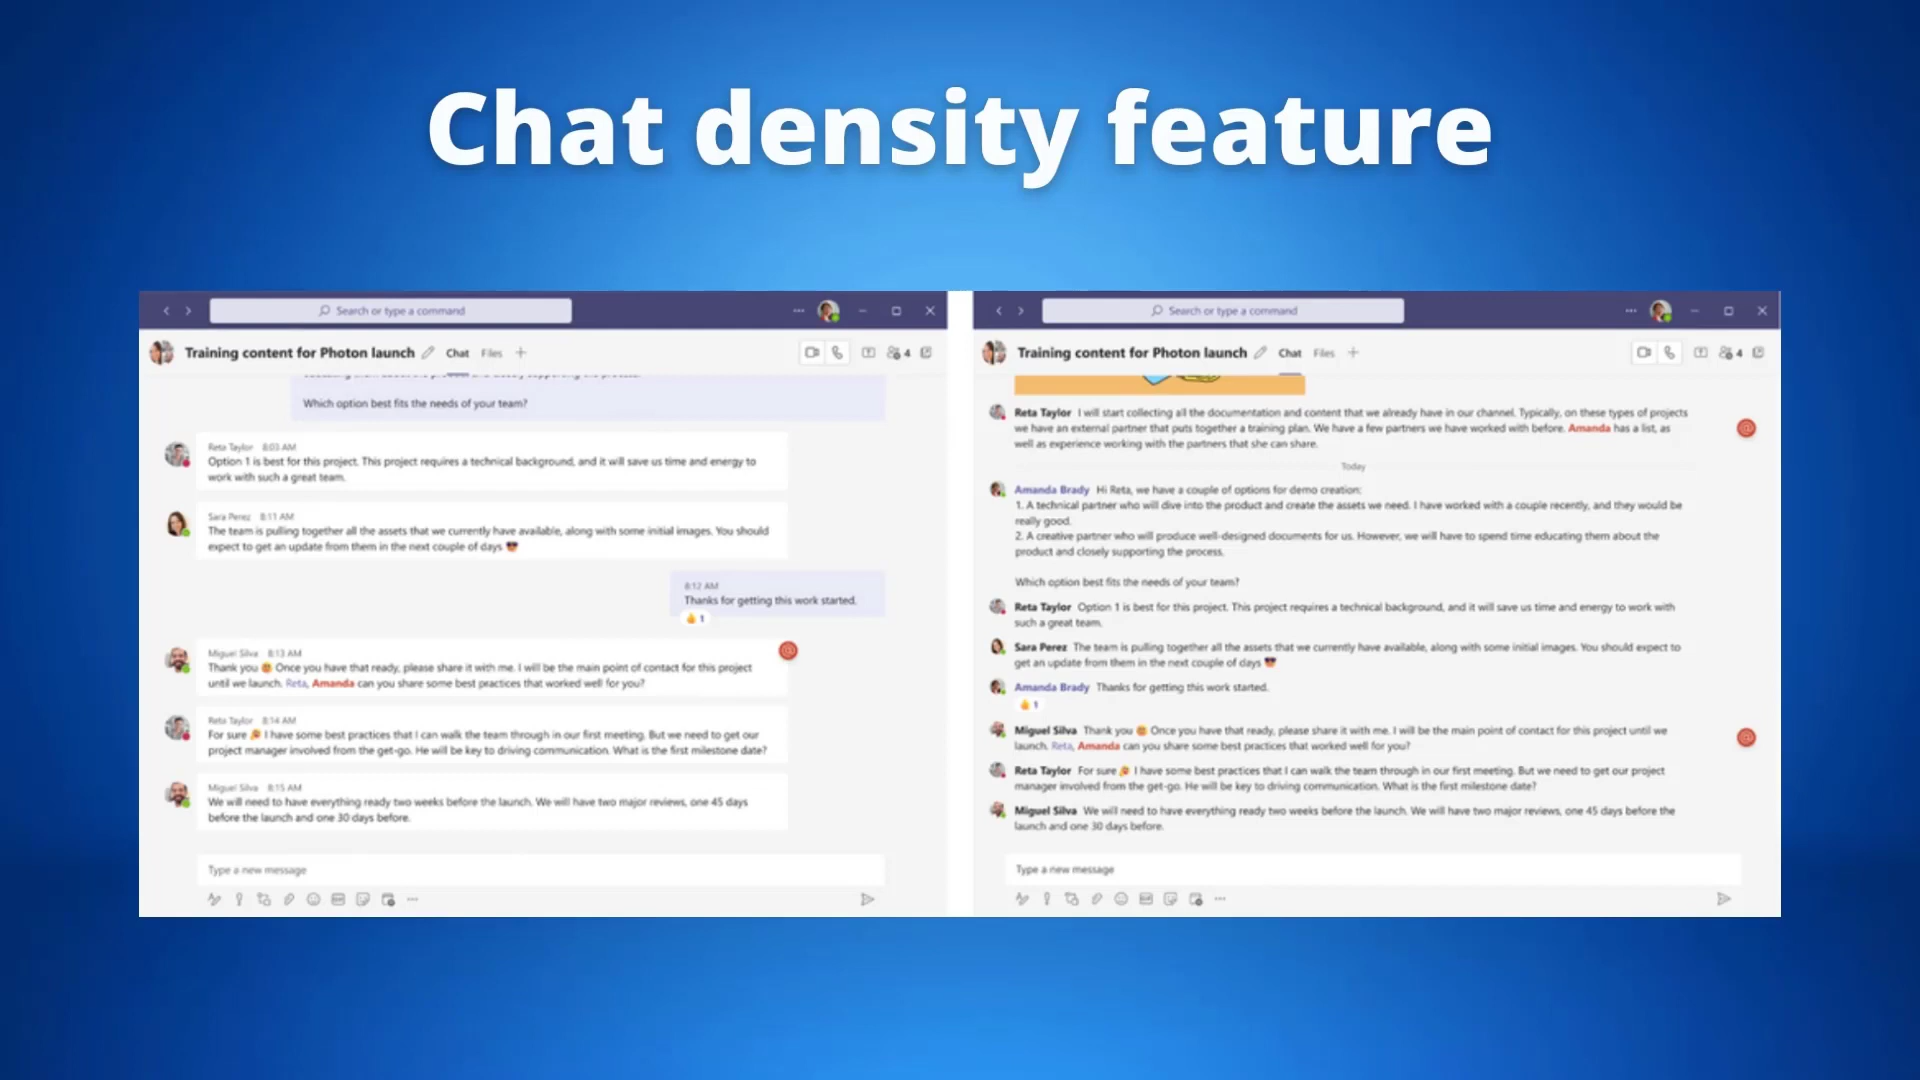 Chat density feature
Search or type a command
Training content for Photon launch Chat Files 4
Which option best fits the needs of your team?
Reta Taylor 8:03 AM
Option 1 is best for this project. This project requires a technical background, and it will save us time and energy to
work with such a great team.
Sara Perez 8:11 AM
The team is pulling together all the assets that we currently have available, along with some initial images. You should
expect to get an update from them in the next couple of days
8:12 AM
Thanks for getting this work started.
1
Miguel Silva 8:13 AM
Thank you Once you have that ready, please share it with me. I will be the main point of contact for this project
until we launch. Reta, Amanda can you share some best practices that worked well for you?
Reta Taylor 8:14 AM
For sure I have some best practices that I can walk the team through in our first meeting. But we need to get our
project manager involved from the get-go. He will be key to driving communication. What is the first milestone date?
Miguel Silva 8:15 AM
We will need to have everything ready two weeks before the launch. We will have two major reviews, one 45 days
before the launch and one 30 days before.
Type a new message
Search or type a command
Training content for Photon launch Chat Files 4
Reta Taylor I will start collecting all the documentation and content that we already have in our channel. Typically, on these types of projects
we have an external partner that puts together a training plan. We have a few partners we have worked with before. Amanda has a list, as
well as experience working with the partners that she can share.
Today
Amanda Brady Hi Reta, we have a couple of options for demo creation:
1. A technical partner who will dive into the product and create the assets we need. I have worked with a couple recently, and they would be
really good.
2. A creative partner who will produce well-designed documents for us. However, we will have to spend time educating them about the
product and closely supporting the process.
Which option best fits the needs of your team?
Reta Taylor Option 1 is best for this project. This project requires a technical background, and it will save us time and energy to work with
such a great team.
Sara Perez The team is pulling together all the assets that we currently have available, along with some initial images. You should expect to
get an update from them in the next couple of days
Amanda Brady Thanks for getting this work started.
1
Miguel Silva Thank you Once you have that ready, please share it with me. I will be the main point of contact for this project until we
launch. Reta, Amanda can you share some best practices that worked well for you?
Reta Taylor For sure I have some best practices that I can walk the team through in our first meeting. But we need to get our project
manager involved from the get-go. He will be key to driving communication. What is the first milestone date?
Miguel Silva We will need to have everything ready two weeks before the launch. We will have two major reviews, one 45 days before the
launch and one 30 days before.
Type a new message